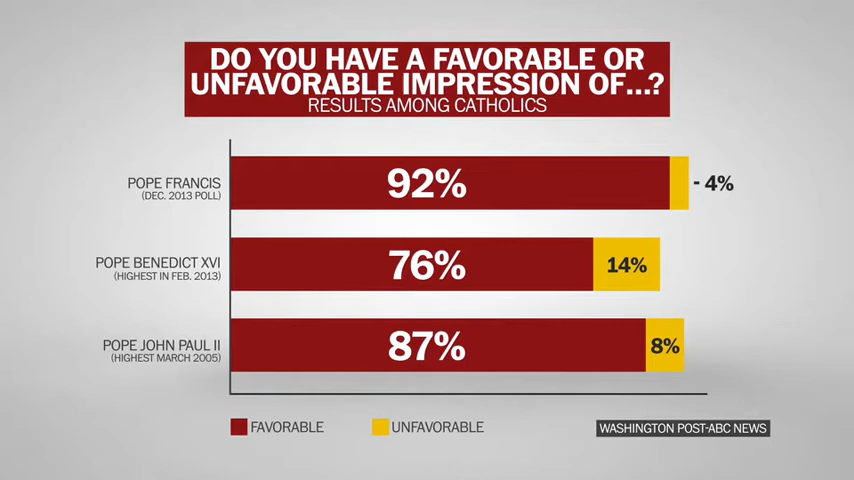 DO YOU HAVE A FAVORABLE OR
UNFAVORABLE IMPRESSION OF...?
RESULTS AMONG CATHOLICS
POPE FRANCIS
(DEC. 2013 POLL)
92%
- 4%
POPE BENEDICT XVI
(HIGHEST IN FEB. 2013)
76%
14%
POPE JOHN PAUL II
(HIGHEST MARCH 2005)
87%
8%
FAVORABLE
UNFAVORABLE
WASHINGTON POST-ABC NEWS